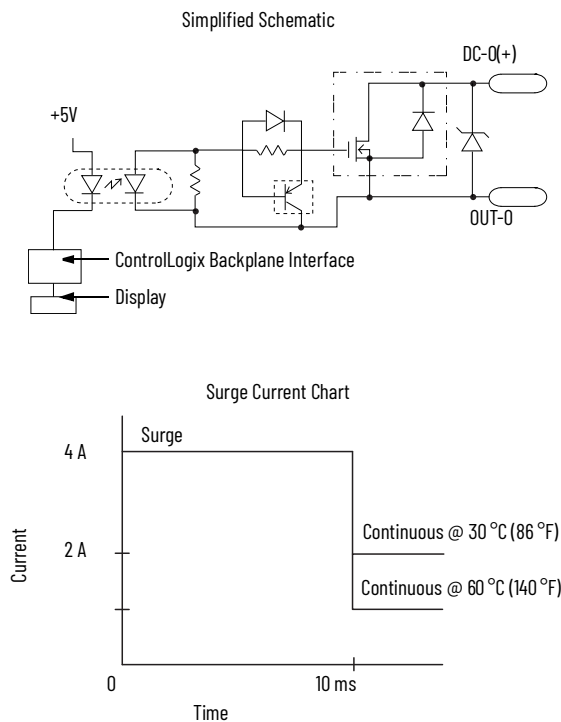 Simplified Schematic
DC-0(+)
+5V
OUT-0
ControlLogix Backplane Interface
Display
Surge Current Chart
Surge
4 A
Continuous @ 30 °C (86 °F)
2 A
Continuous @ 60 °C (140 °F)
Current
0
10 ms
Time